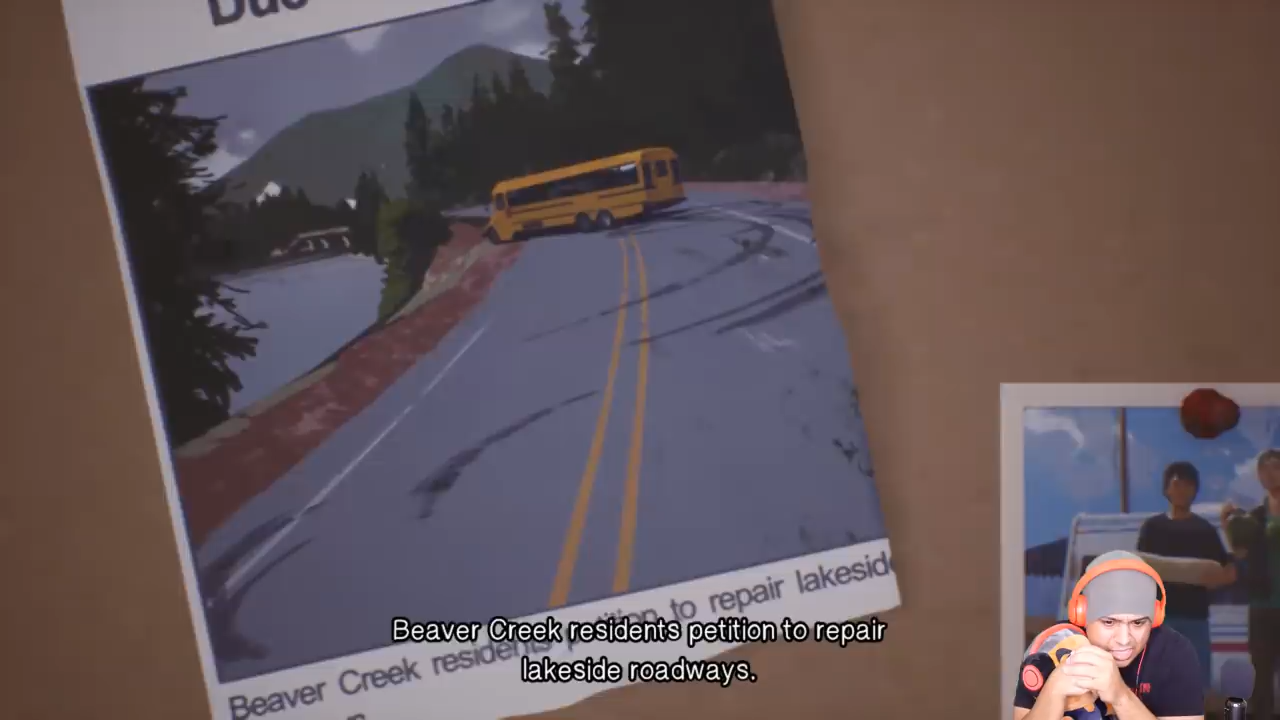 Beaver Creek residents petition to repair lakeside
Beaver Creek residents petition to repair
lakeside roadways.